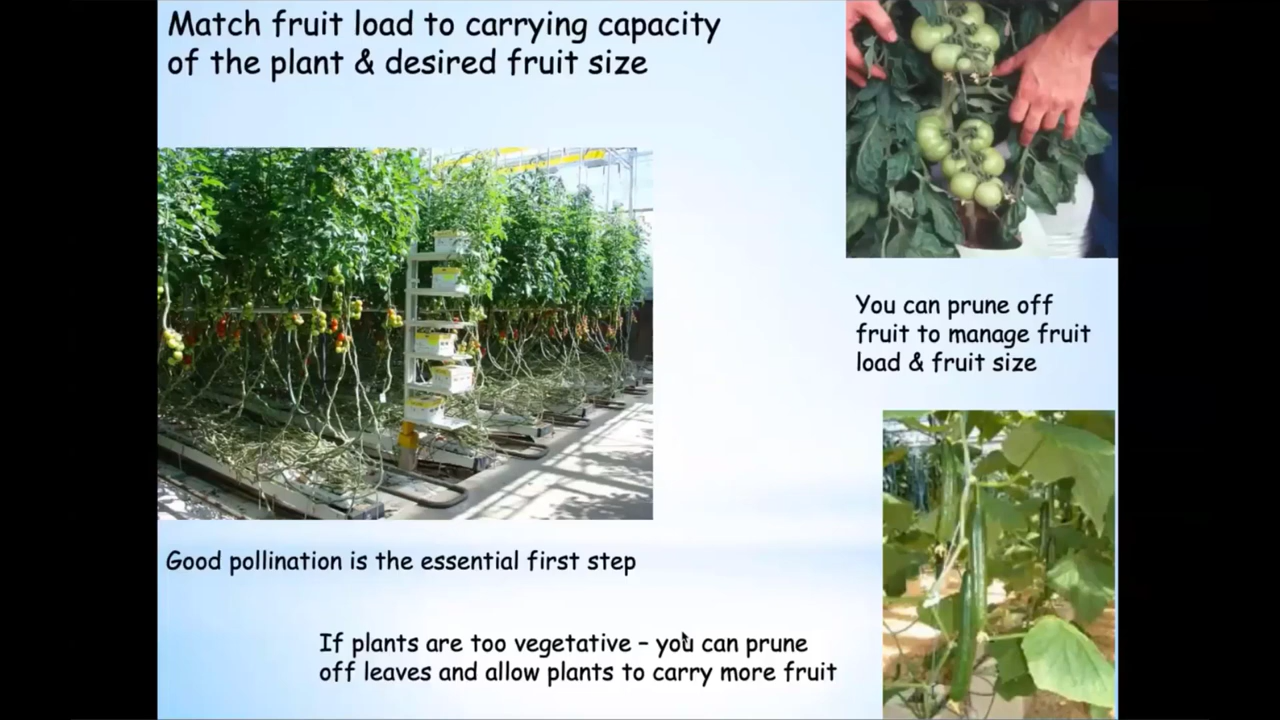 Match fruit load to carrying capacity
of the plant & desired fruit size
You can prune off
fruit to manage fruit
load & fruit size
Good pollination is the essential first step
If plants are too vegetative – you can prune
off leaves and allow plants to carry more fruit